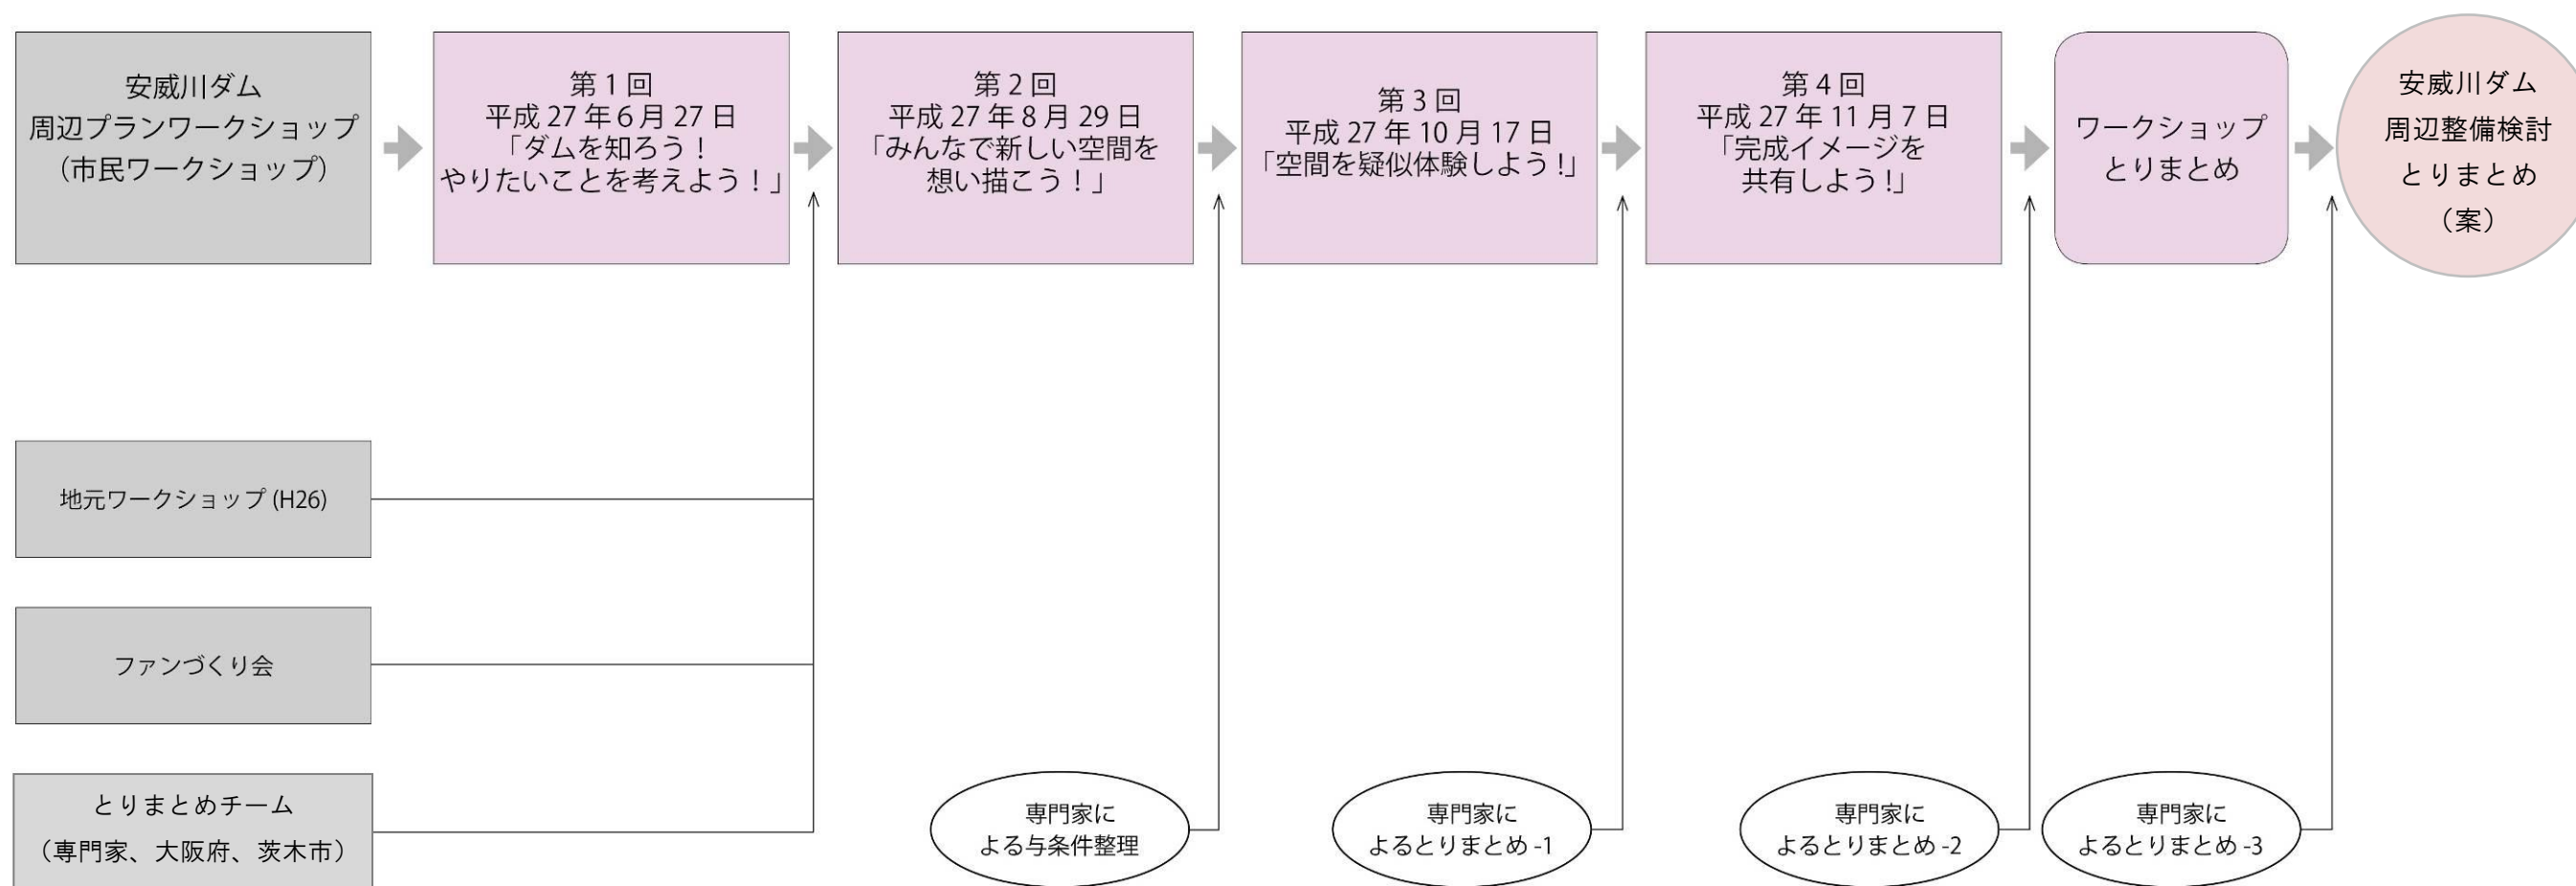 安威川ダム
周辺プランワークショップ
（市民ワークショップ）
第 1 回
平成 27 年 6 月 27 日
「ダムを知ろう！
やりたいことを考えよう！」
第 2 回
平成 27 年 8 月 29 日
「みんなで新しい空間を
想い描こう！」
第 3 回
平成 27 年 10 月 17 日
「空間を疑似体験しよう !」
第 4 回
平成 27 年 11 月 7 日
「完成イメージを
共有しよう !」
ワークショップ
とりまとめ
安威川ダム
周辺整備検討
とりまとめ
（案）
地元ワークショップ (H26)
ファンづくり会
とりまとめチーム
（専門家、大阪府、茨木市）
専門家に
よる与条件整理
専門家に
よるとりまとめ -1
専門家に
よるとりまとめ -2
専門家に
よるとりまとめ -3